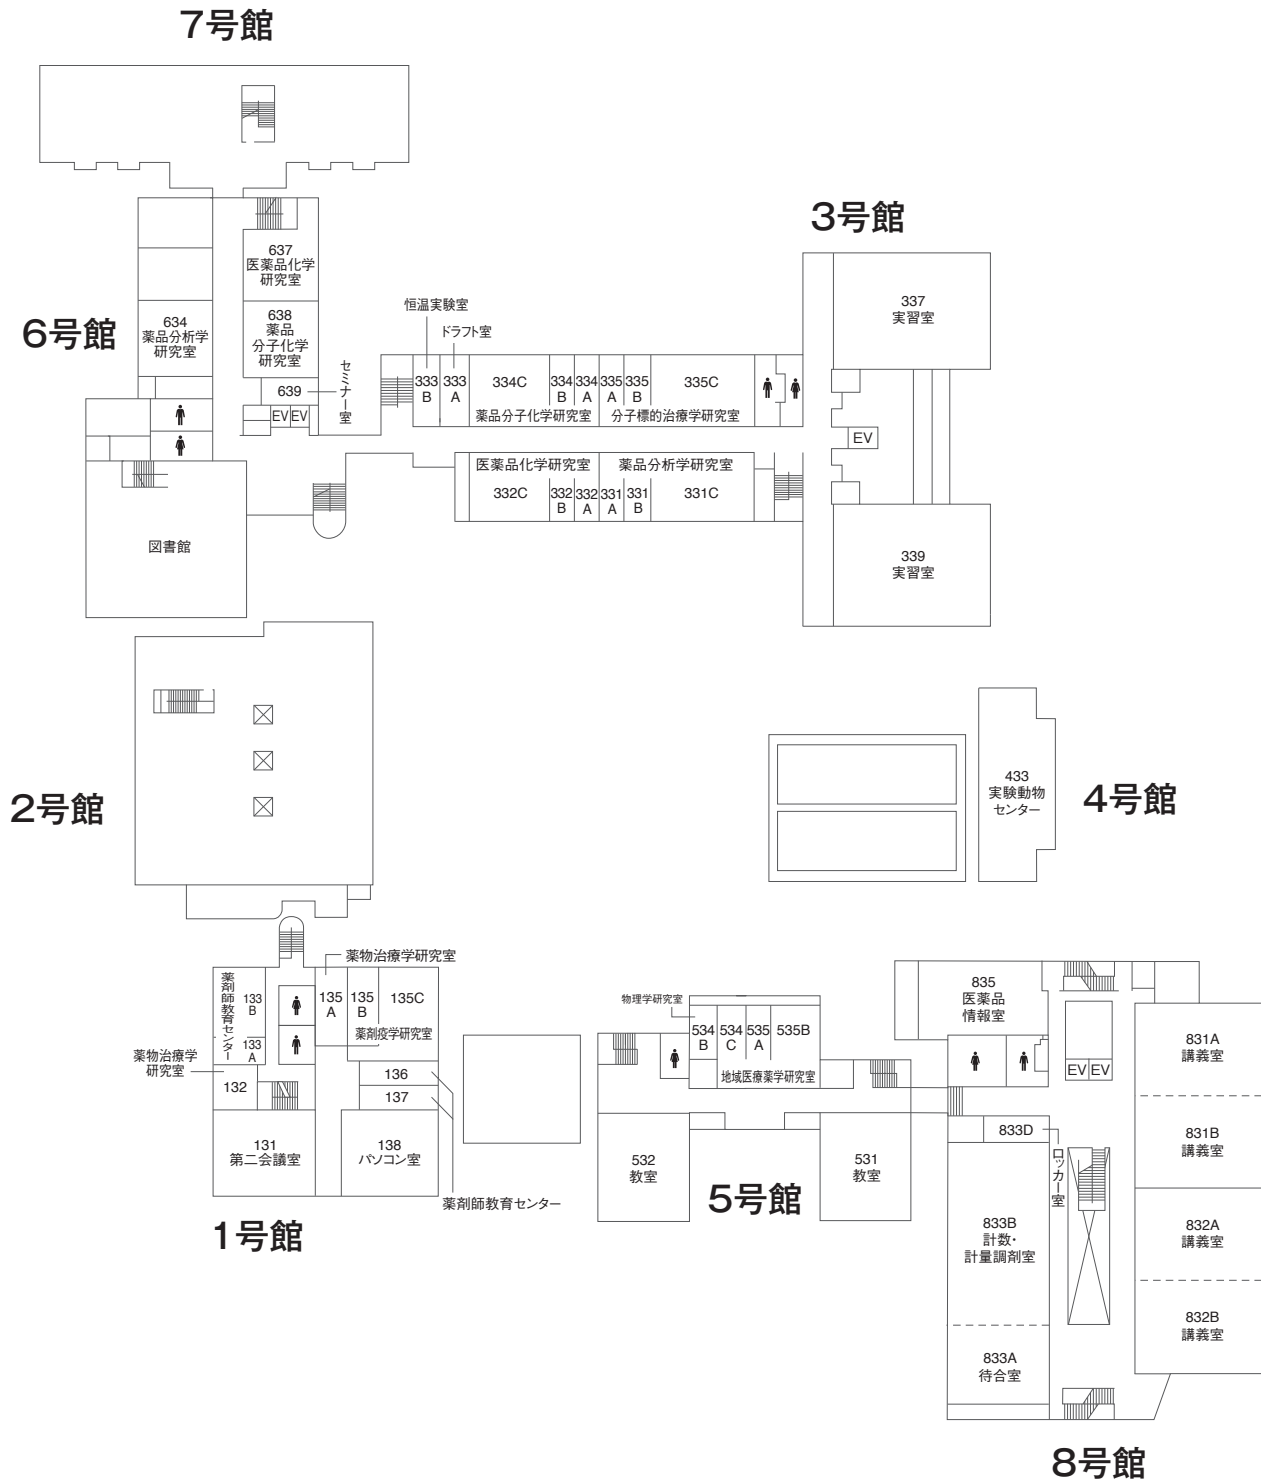 7号館
3号館
637
医薬品化学
研究室
6号館
634
薬品分析学
研究室
638
薬品
分子化学
研究室
639
セミナー室
EV
EV
恒温実験室
ドラフト室
333
B
333
A
334C
334
B
334
A
335
A
335
B
335C
薬品分子化学研究室
分子標的治療学研究室
337
実習室
EV
医薬品化学研究室
薬品分析学研究室
332C
332
B
332
A
331
A
331
B
331C
339
実習室
図書館
2号館
433
実験動物
センター
4号館
薬物治療学研究室
薬剤師教育センター
133
B
133
A
135
A
135
B
135C
薬剤疫学研究室
薬物治療学
研究室
132
136
137
131
第二会議室
138
パソコン室
薬剤師教育センター
1号館
物理学研究室
534
B
534
C
535
A
535B
地域医療薬学研究室
532
教室
531
教室
5号館
835
医薬品
情報室
EV
EV
831A
講義室
831B
講義室
833D
ロッカー室
833B
計数・
計量調剤室
832A
講義室
832B
講義室
833A
待合室
8号館